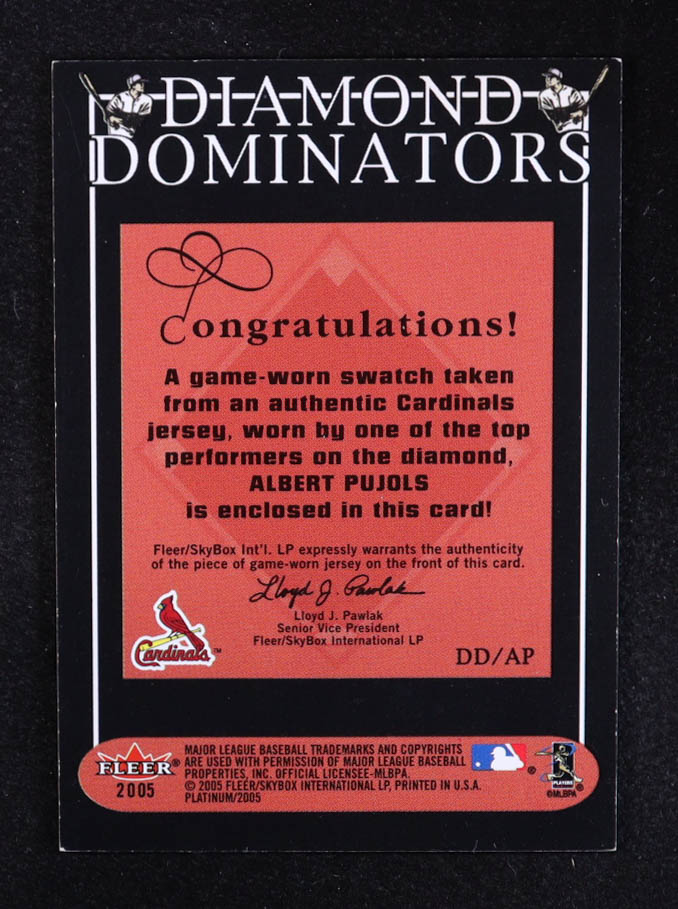 DIAMOND
DOMINATORS
Congratulations!
A game-worn swatch taken
from an authentic Cardinals
jersey, worn by one of the top
performers on the diamond,
ALBERT PUJOLS
is enclosed in this card!
Fleer/SkyBox Int'l. LP expressly warrants the authenticity
of the piece of game-worn jersey on the front of this card.
Lloyd J. Pawlak
Lloyd J. Pawlak
Senior Vice President
Fleer/SkyBox International LP
Cardinals™
DD/AP
FLEER®
2005
MAJOR LEAGUE BASEBALL TRADEMARKS AND COPYRIGHTS
ARE USED WITH PERMISSION OF MAJOR LEAGUE BASEBALL
PROPERTIES, INC. OFFICIAL LICENSEE-MLBPA.
© 2005 FLEER/SKYBOX INTERNATIONAL LP, PRINTED IN U.S.A.
PLATINUM/2005
PLAYERS
©MLBPA